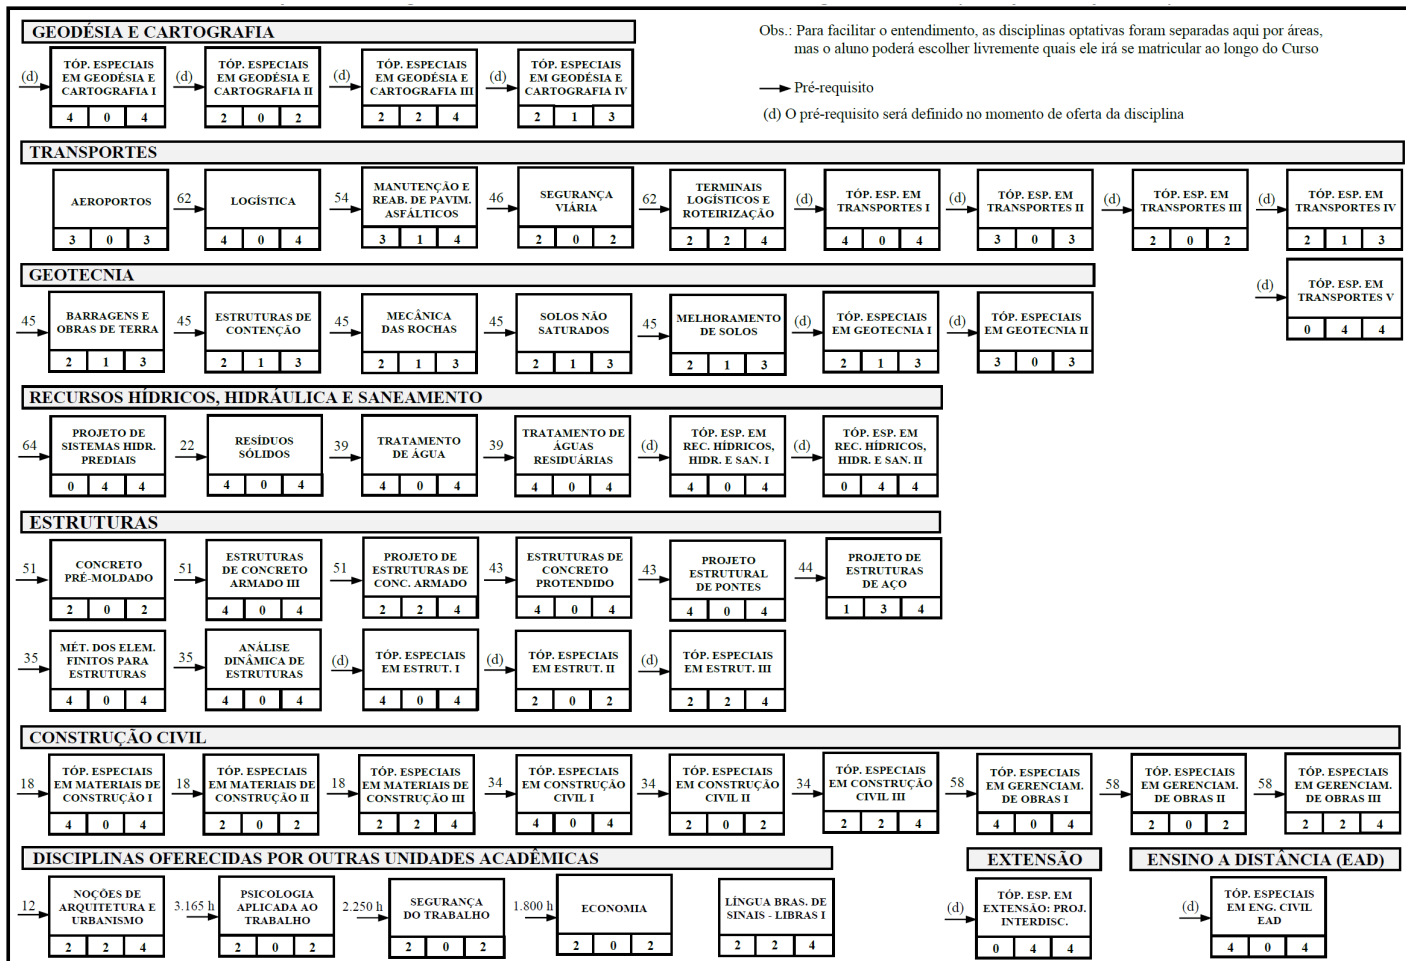 GEODÉSIA E CARTOGRAFIA
Obs.: Para facilitar o entendimento, as disciplinas optativas foram separadas aqui por áreas,
mas o aluno poderá escolher livremente quais ele irá se matricular ao longo do Curso
Pré-requisito
(d) O pré-requisito será definido no momento de oferta da disciplina
(d)
TÓP. ESPECIAIS
EM GEODÉSIA E
CARTOGRAFIA I
4 0 4
(d)
TÓP. ESPECIAIS
EM GEODÉSIA E
CARTOGRAFIA II
2 0 2
(d)
TÓP. ESPECIAIS
EM GEODÉSIA E
CARTOGRAFIA III
2 2 4
(d)
TÓP. ESPECIAIS
EM GEODÉSIA E
CARTOGRAFIA IV
2 1 3
TRANSPORTES
AEROPORTOS
3 0 3
62
LOGÍSTICA
4 0 4
54
MANUTENÇÃO E
REAB. DE PAVIM.
ASFÁLTICOS
3 1 4
46
SEGURANÇA
VIÁRIA
2 0 2
62
TERMINAIS
LOGÍSTICOS E
ROTEIRIZAÇÃO
2 2 4
(d)
TÓP. ESP. EM
TRANSPORTES I
4 0 4
(d)
TÓP. ESP. EM
TRANSPORTES II
3 0 3
(d)
TÓP. ESP. EM
TRANSPORTES III
2 0 2
(d)
TÓP. ESP. EM
TRANSPORTES IV
2 1 3
(d)
TÓP. ESP. EM
TRANSPORTES V
0 4 4
GEOTECNIA
45
BARRAGENS E
OBRAS DE TERRA
2 1 3
45
ESTRUTURAS DE
CONTENÇÃO
2 1 3
45
MECÂNICA
DAS ROCHAS
2 1 3
45
SOLOS NÃO
SATURADOS
2 1 3
45
MELHORAMENTO
DE SOLOS
2 1 3
(d)
TÓP. ESPECIAIS
EM GEOTECNIA I
2 1 3
(d)
TÓP. ESPECIAIS
EM GEOTECNIA II
3 0 3
RECURSOS HÍDRICOS, HIDRÁULICA E SANEAMENTO
64
PROJETO DE
SISTEMAS HIDR.
PREDIAIS
0 4 4
22
RESÍDUOS
SÓLIDOS
4 0 4
39
TRATAMENTO
DE ÁGUA
4 0 4
39
TRATAMENTO DE
ÁGUAS
RESIDUÁRIAS
4 0 4
(d)
TÓP. ESP. EM
REC. HÍDRICOS,
HIDR. E SAN. I
4 0 4
(d)
TÓP. ESP. EM
REC. HÍDRICOS,
HIDR. E SAN. II
0 4 4
ESTRUTURAS
51
CONCRETO
PRÉ-MOLDADO
2 0 2
51
ESTRUTURAS
DE CONCRETO
ARMADO III
4 0 4
51
PROJETO DE
ESTRUTURAS DE
CONC. ARMADO
2 2 4
43
ESTRUTURAS DE
CONCRETO
PROTENDIDO
4 0 4
43
PROJETO
ESTRUTURAL
DE PONTES
4 0 4
44
PROJETO DE
ESTRUTURAS
DE AÇO
1 3 4
35
MÉT. DOS ELEM.
FINITOS PARA
ESTRUTURAS
4 0 4
35
ANÁLISE
DINÂMICA DE
ESTRUTURAS
4 0 4
(d)
TÓP. ESPECIAIS
EM ESTRUT. I
4 0 4
(d)
TÓP. ESPECIAIS
EM ESTRUT. II
2 0 2
(d)
TÓP. ESPECIAIS
EM ESTRUT. III
2 2 4
CONSTRUÇÃO CIVIL
18
TÓP. ESPECIAIS
EM MATERIAIS DE
CONSTRUÇÃO I
4 0 4
18
TÓP. ESPECIAIS
EM MATERIAIS DE
CONSTRUÇÃO II
2 0 2
18
TÓP. ESPECIAIS
EM MATERIAIS DE
CONSTRUÇÃO III
2 2 4
34
TÓP. ESPECIAIS
EM CONSTRUÇÃO
CIVIL I
4 0 4
34
TÓP. ESPECIAIS
EM CONSTRUÇÃO
CIVIL II
2 0 2
34
TÓP. ESPECIAIS
EM CONSTRUÇÃO
CIVIL III
2 2 4
58
TÓP. ESPECIAIS
EM GERENCIAM.
DE OBRAS I
4 0 4
58
TÓP. ESPECIAIS
EM GERENCIAM.
DE OBRAS II
2 0 2
58
TÓP. ESPECIAIS
EM GERENCIAM.
DE OBRAS III
2 2 4
DISCIPLINAS OFERECIDAS POR OUTRAS UNIDADES ACADÊMICAS
12
NOÇÕES DE
ARQUITETURA E
URBANISMO
2 2 4
3.165 h
PSICOLOGIA
APLICADA AO
TRABALHO
2 0 2
2.250 h
SEGURANÇA
DO TRABALHO
2 0 2
1.800 h
ECONOMIA
2 0 2
LÍNGUA BRAS. DE
SINAIS - LIBRAS I
2 2 4
EXTENSÃO
(d)
TÓP. ESP. EM
EXTENSÃO: PROJ.
INTERDISC.
0 4 4
ENSINO A DISTÂNCIA (EAD)
(d)
TÓP. ESPECIAIS
EM ENG. CIVIL
EAD
4 0 4